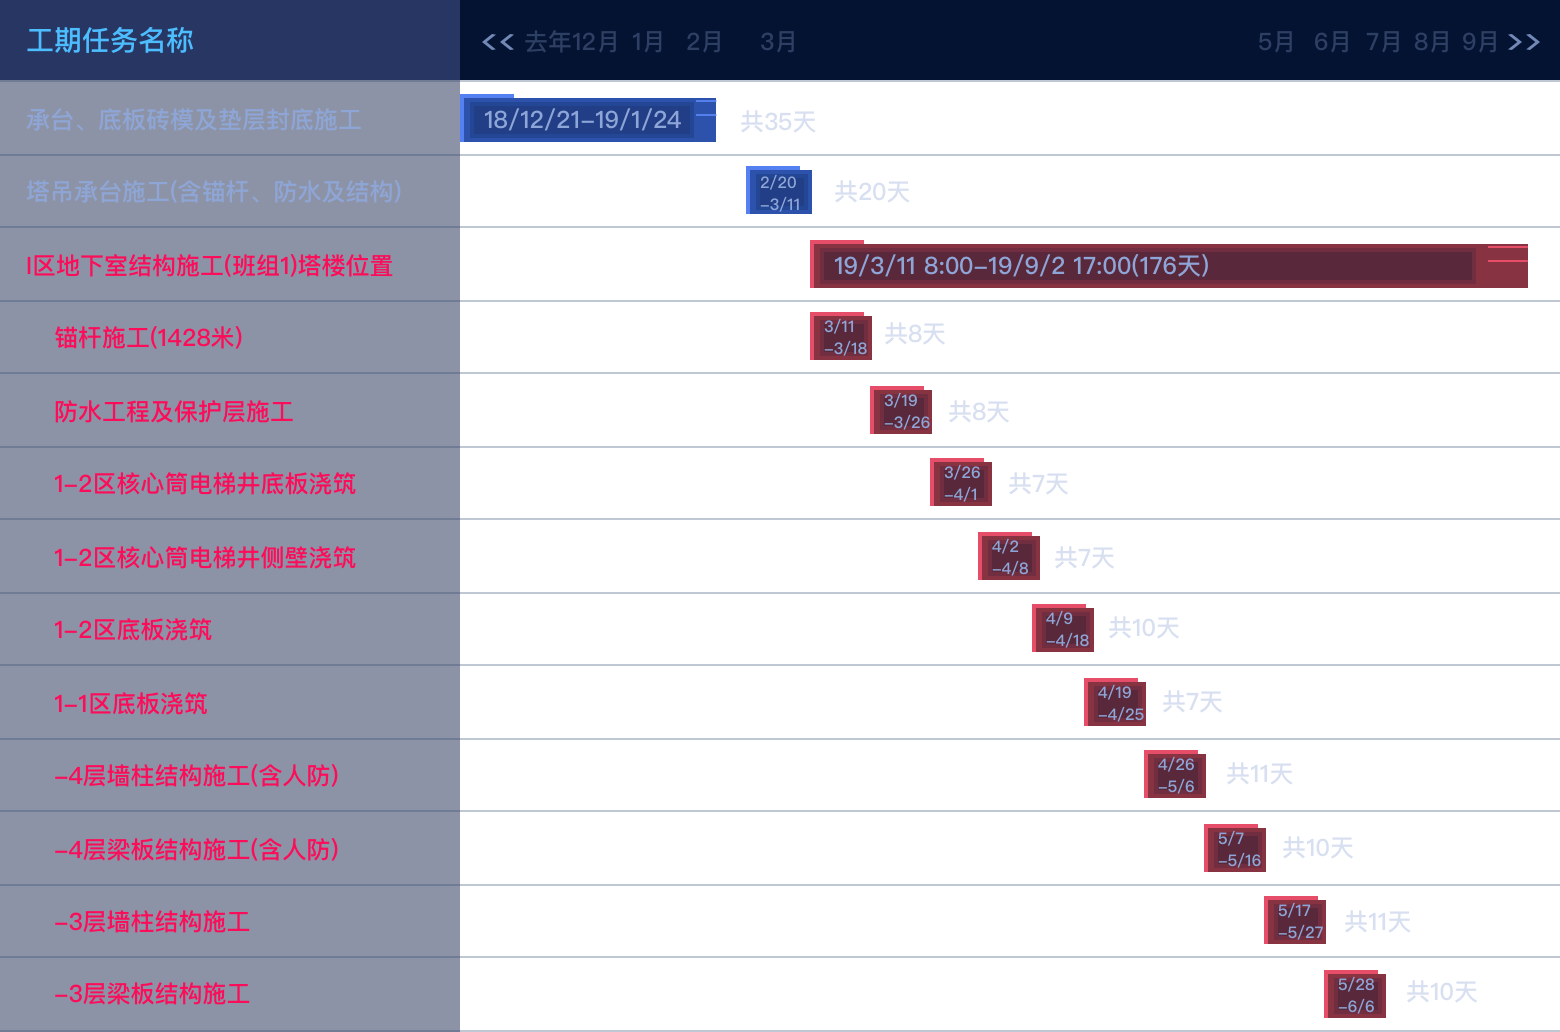 工期任务名称 << 去年12月 1月 2月 3月 5月 6月 7月 8月 9月 >>
承台、底板砖模及垫层封底施工 18/12/21-19/1/24 共35天
塔吊承台施工(含锚杆、防水及结构) 2/20
-3/11 共20天
I区地下室结构施工(班组1)塔楼位置 19/3/11 8:00-19/9/2 17:00(176天)
锚杆施工(1428米) 3/11
-3/18 共8天
防水工程及保护层施工 3/19
-3/26 共8天
1-2区核心筒电梯井底板浇筑 3/26
-4/1 共7天
1-2区核心筒电梯井侧壁浇筑 4/2
-4/8 共7天
1-2区底板浇筑 4/9
-4/18 共10天
1-1区底板浇筑 4/19
-4/25 共7天
-4层墙柱结构施工(含人防) 4/26
-5/6 共11天
-4层梁板结构施工(含人防) 5/7
-5/16 共10天
-3层墙柱结构施工 5/17
-5/27 共11天
-3层梁板结构施工 5/28
-6/6 共10天